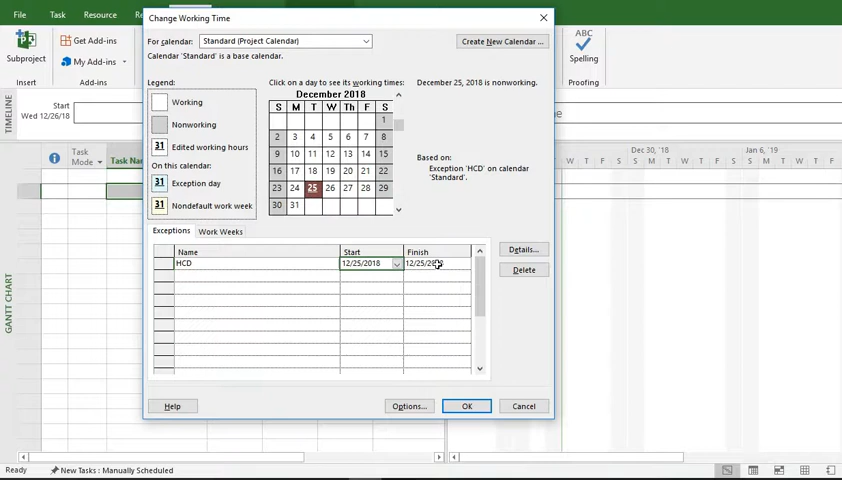 File
Task
Resource
Re
Change Working Time
Subproject
Get Add-ins
My Add-ins
Insert
Add-ins
ABC
Spelling
Proofing
For calendar:
Standard (Project Calendar)
Create New Calendar ...
Calendar 'Standard' is a base calendar.
Legend:
Working
Nonworking
31 Edited working hours
On this calendar:
31 Exception day
31 Nondefault work week
Click on a day to see its working times:
December 2018
S M T W Th F S
1
2 3 4 5 6 7 8
9 10 11 12 13 14 15
16 17 18 19 20 21 22
23 24 25 26 27 28 29
30 31
December 25, 2018 is nonworking.
Based on:
Exception 'HCD' on calendar
'Standard'.
Exceptions
Work Weeks
Name Start Finish
HCD 12/25/2018
Details...
Delete
Help
Options...
OK
Cancel
TIMELINE
Start
Wed 12/26/18
Task
Mode
Task Nam
Dec 30, '18
Jan 6, '19
W T F S S M T W T F S S M T W T F
GANTT CHART
Ready
New Tasks : Manually Scheduled